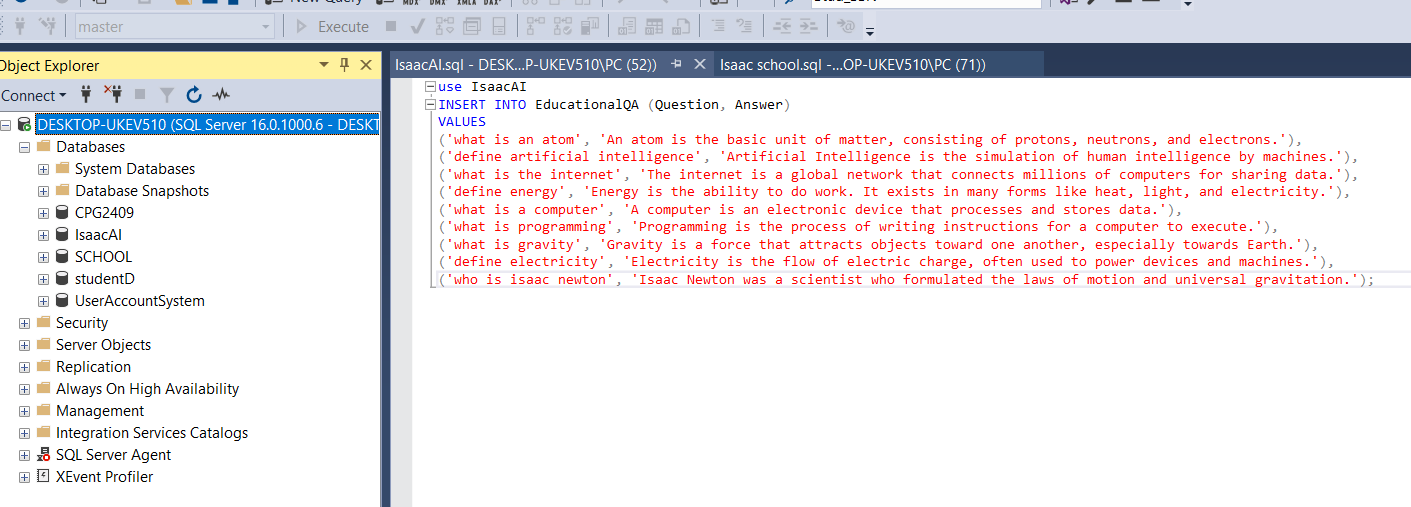 New Query MDX DMX XMLA DAX
master Execute
Object Explorer
Connect
DESKTOP-UKEV510 (SQL Server 16.0.1000.6 - DESKT
Databases
System Databases
Database Snapshots
CPG2409
IsaacAI
SCHOOL
studentD
UserAccountSystem
Security
Server Objects
Replication
Always On High Availability
Management
Integration Services Catalogs
SQL Server Agent
XEvent Profiler
IsaacAI.sql - DESK...P-UKEV510\PC (52))
Isaac school.sql -...OP-UKEV510\PC (71))
use IsaacAI
INSERT INTO EducationalQA (Question, Answer)
VALUES
('what is an atom', 'An atom is the basic unit of matter, consisting of protons, neutrons, and electrons.'),
('define artificial intelligence', 'Artificial Intelligence is the simulation of human intelligence by machines.'),
('what is the internet', 'The internet is a global network that connects millions of computers for sharing data.'),
('define energy', 'Energy is the ability to do work. It exists in many forms like heat, light, and electricity.'),
('what is a computer', 'A computer is an electronic device that processes and stores data.'),
('what is programming', 'Programming is the process of writing instructions for a computer to execute.'),
('what is gravity', 'Gravity is a force that attracts objects toward one another, especially towards Earth.'),
('define electricity', 'Electricity is the flow of electric charge, often used to power devices and machines.'),
('who is isaac newton', 'Isaac Newton was a scientist who formulated the laws of motion and universal gravitation.');